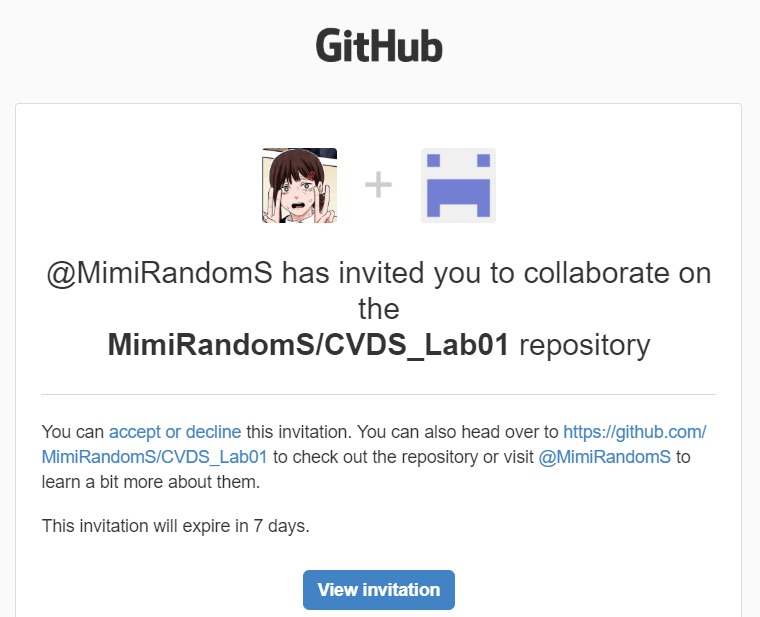 GitHub
@MimiRandomS has invited you to collaborate on
the
MimiRandomS/CVDS_Lab01 repository
You can accept or decline this invitation. You can also head over to https://github.com/
MimiRandomS/CVDS_Lab01 to check out the repository or visit @MimiRandomS to
learn a bit more about them.
This invitation will expire in 7 days.
View invitation